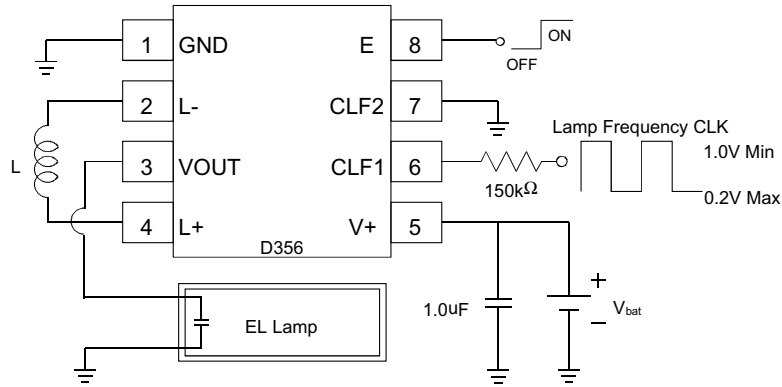 1 GND E 8 ON
OFF
2 L- CLF2 7
Lamp Frequency CLK
L 3 VOUT CLF1 6 1.0V Min
150kΩ
0.2V Max
4 L+ V+ 5
D356
EL Lamp 1.0uF + Vbat −